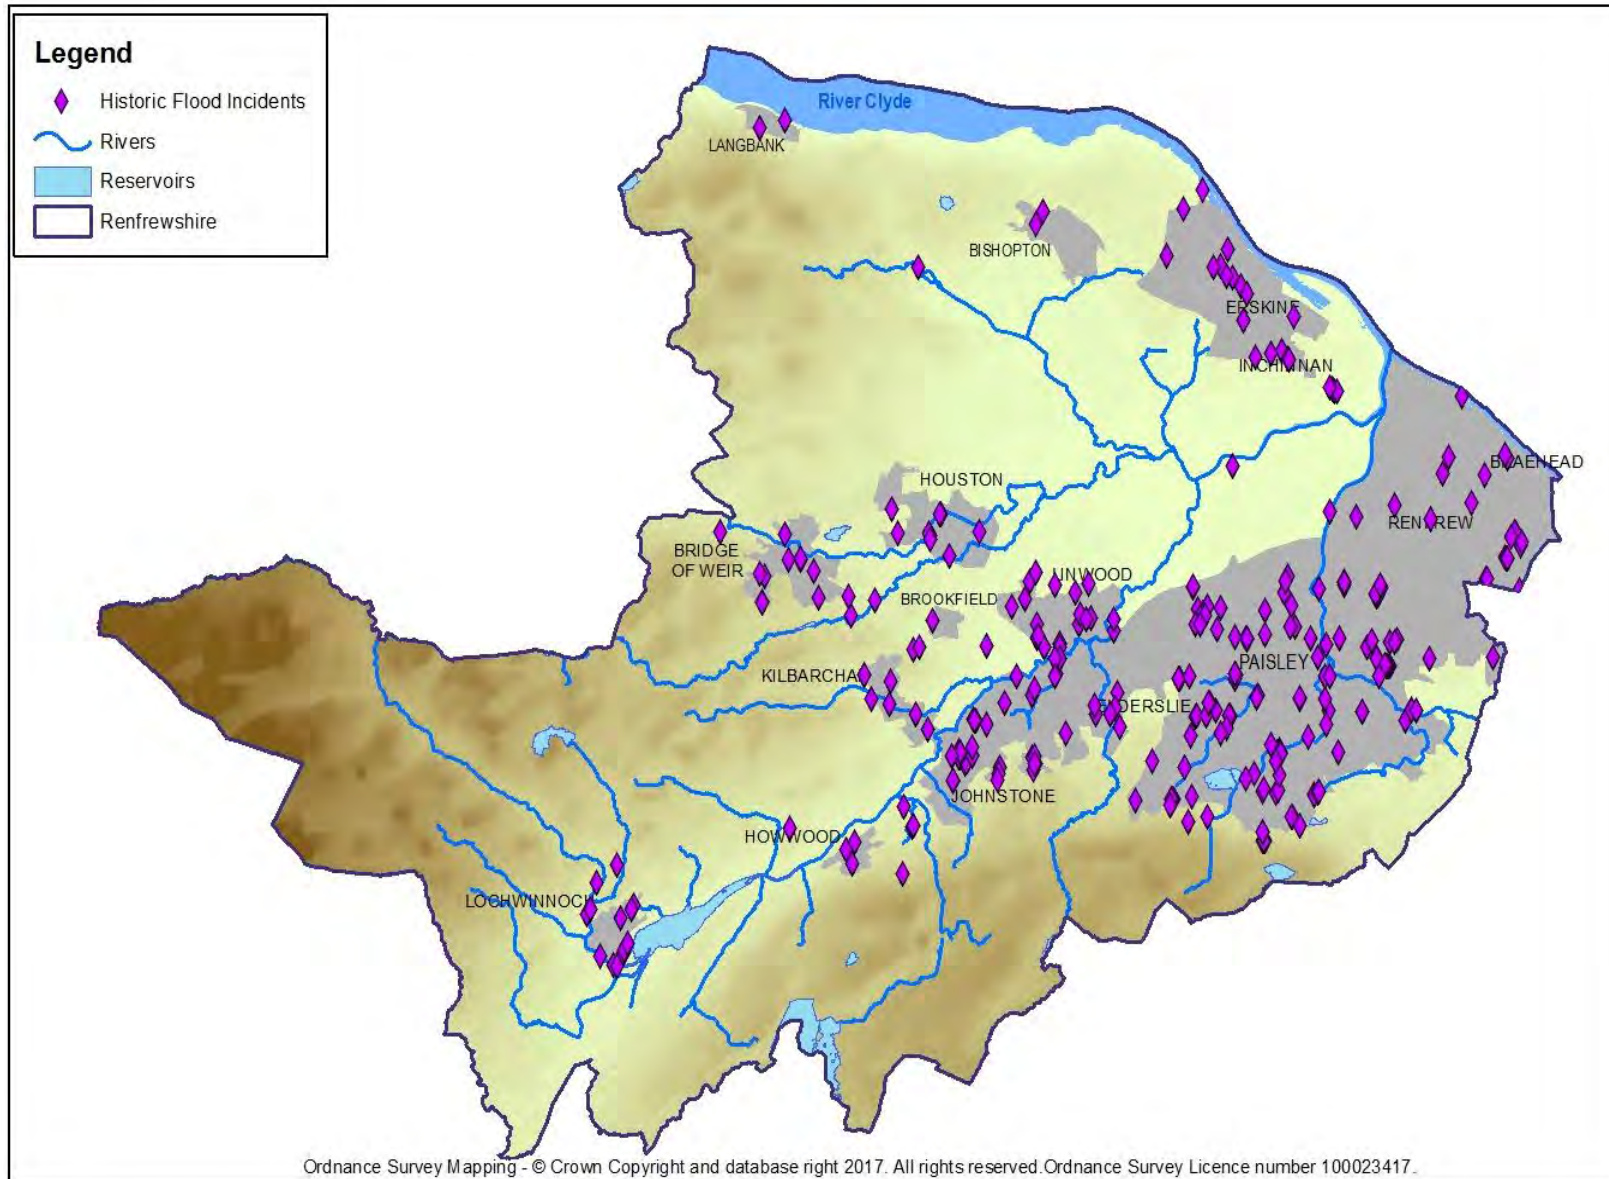 Legend
Historic Flood Incidents
Rivers
Reservoirs
Renfrewshire
River Clyde
LANGBANK
BISHOPTON
ERSKINE
INCHINNAN
BRAEHEAD
HOUSTON
RENFREW
BRIDGE
OF WEIR
LINWOOD
BROOKFIELD
PAISLEY
KILBARCHAN
ELDERSLIE
JOHNSTONE
HOWWOOD
LOCHWINNOCH
Ordnance Survey Mapping - © Crown Copyright and database right 2017. All rights reserved.Ordnance Survey Licence number 100023417.